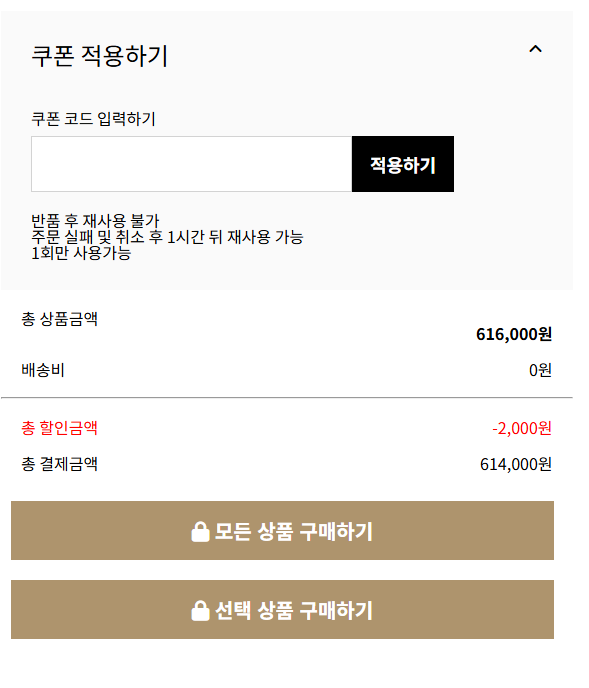 쿠폰 적용하기
쿠폰 코드 입력하기
적용하기
반품 후 재사용 불가
주문 실패 및 취소 후 1시간 뒤 재사용 가능
1회만 사용가능
총 상품금액
616,000원
배송비 0원
총 할인금액 -2,000원
총 결제금액 614,000원
모든 상품 구매하기
선택 상품 구매하기